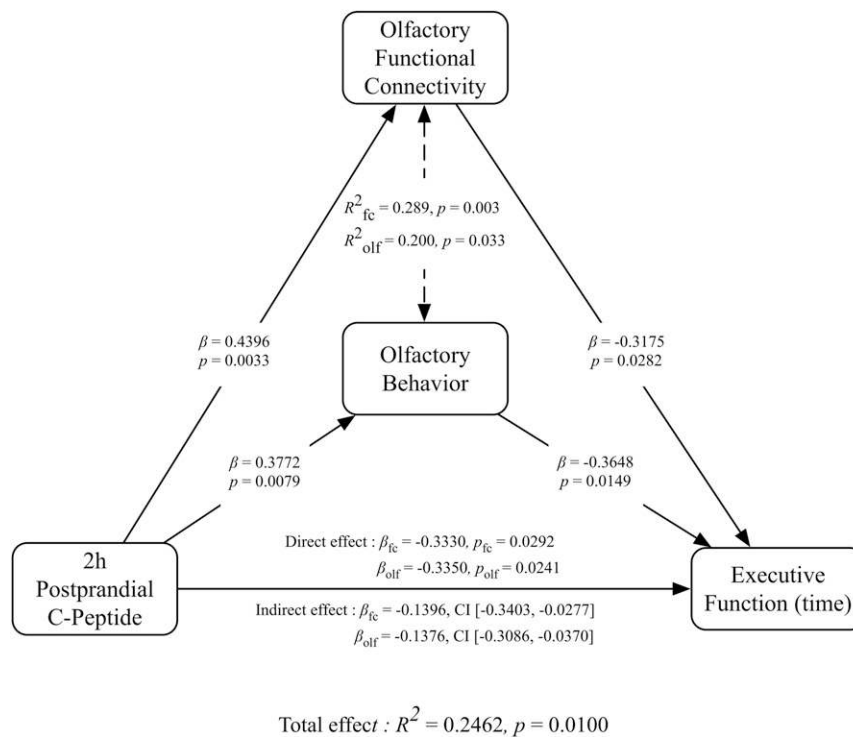 Olfactory
Functional
Connectivity
R²fc = 0.289, p = 0.003
R²olf = 0.200, p = 0.033
β = 0.4396
p = 0.0033
β = -0.3175
p = 0.0282
Olfactory
Behavior
β = 0.3772
p = 0.0079
β = -0.3648
p = 0.0149
2h
Postprandial
C-Peptide
Direct effect : βfc = -0.3330, pfc = 0.0292
βolf = -0.3350, polf = 0.0241
Indirect effect : βfc = -0.1396, CI [-0.3403, -0.0277]
βolf = -0.1376, CI [-0.3086, -0.0370]
Executive
Function (time)
Total effect : R² = 0.2462, p = 0.0100